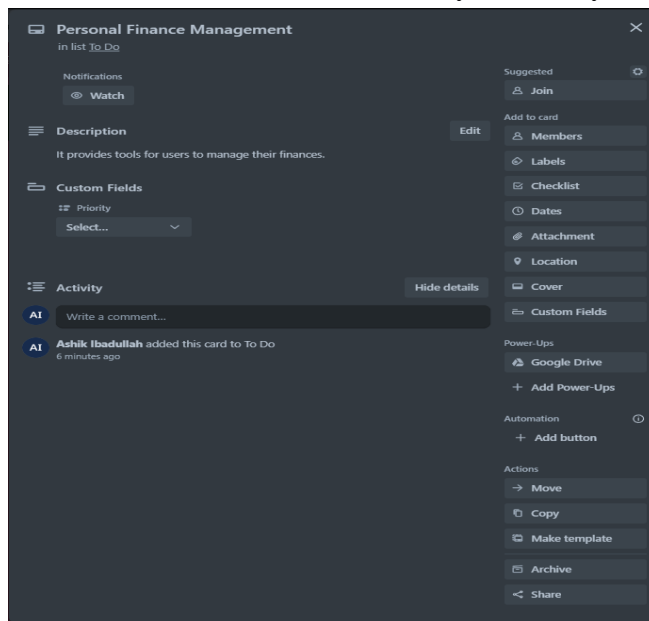 Personal Finance Management
in list To Do
Notifications
Watch
Description
Edit
It provides tools for users to manage their finances.
Custom Fields
Priority
Select...
Activity
Hide details
AI
Write a comment...
AI
Ashik Ibadullah added this card to To Do
6 minutes ago
Suggested
Join
Add to card
Members
Labels
Checklist
Dates
Attachment
Location
Cover
Custom Fields
Power-Ups
Google Drive
+ Add Power-Ups
Automation
+ Add button
Actions
→ Move
Copy
Make template
Archive
Share